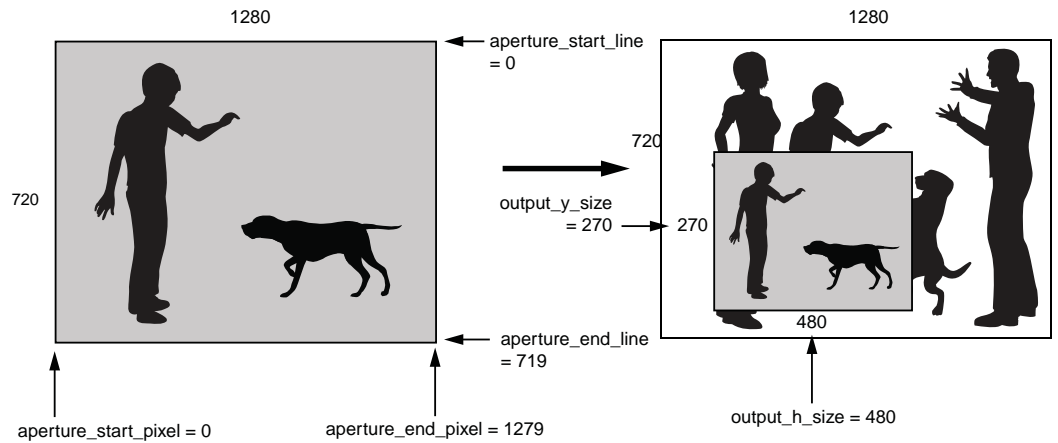 1280
1280
aperture_start_line
= 0
720
720
output_y_size
= 270
270
480
aperture_end_line
= 719
output_h_size = 480
aperture_start_pixel = 0
aperture_end_pixel = 1279